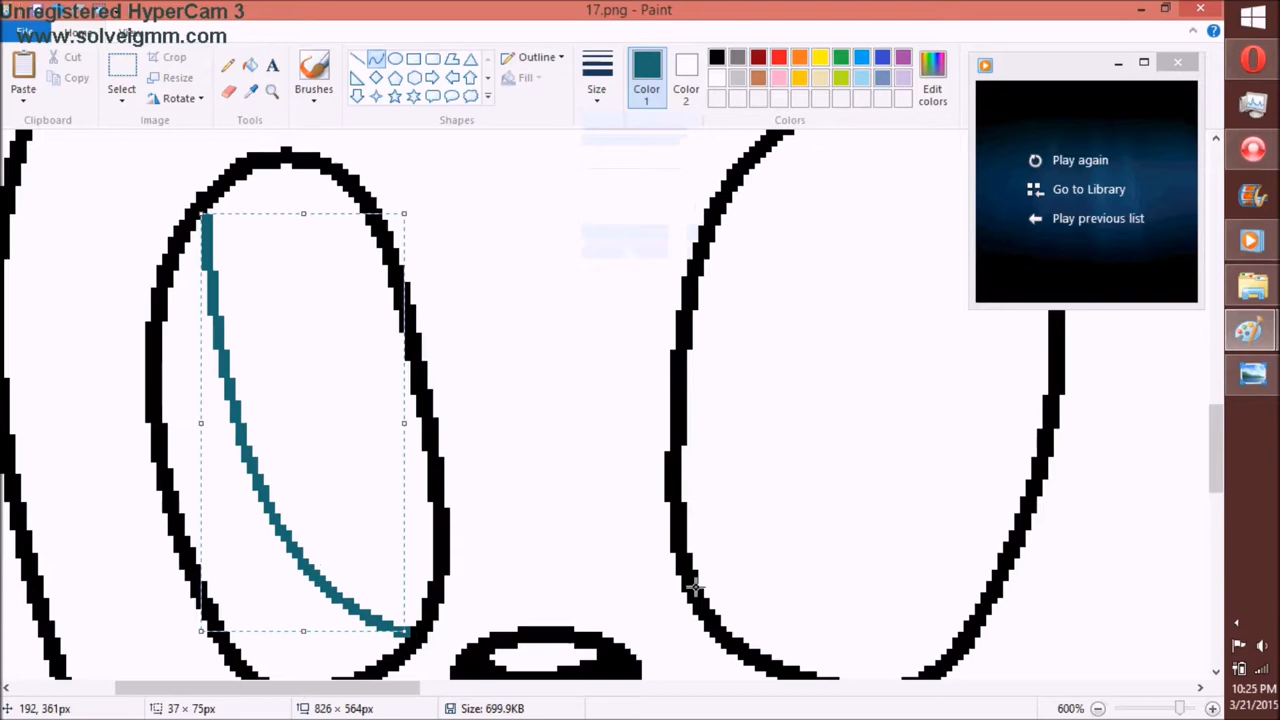 Unregistered HyperCam 3
17.png - Paint
www.solveigmm.com
File
Paste
Cut
Copy
Clipboard
Select
Crop
Resize
Rotate
Image
A
Tools
Brushes
Outline
Fill
Shapes
Size
Color
1
Color
2
Edit
colors
Colors
Play again
Go to Library
Play previous list
10:25 PM
3/21/2015
192, 361px
37 × 75px
826 × 564px
Size: 699.9KB
600%